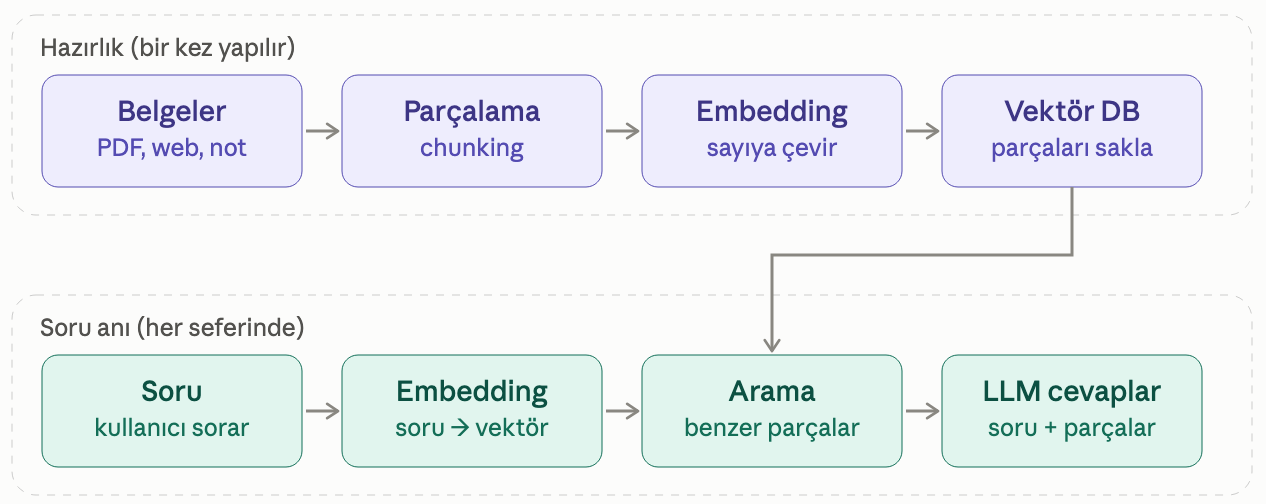 Hazırlık (bir kez yapılır)
Belgeler
PDF, web, not
Parçalama
chunking
Embedding
sayıya çevir
Vektör DB
parçaları sakla
Soru anı (her seferinde)
Soru
kullanıcı sorar
Embedding
soru → vektör
Arama
benzer parçalar
LLM cevaplar
soru + parçalar